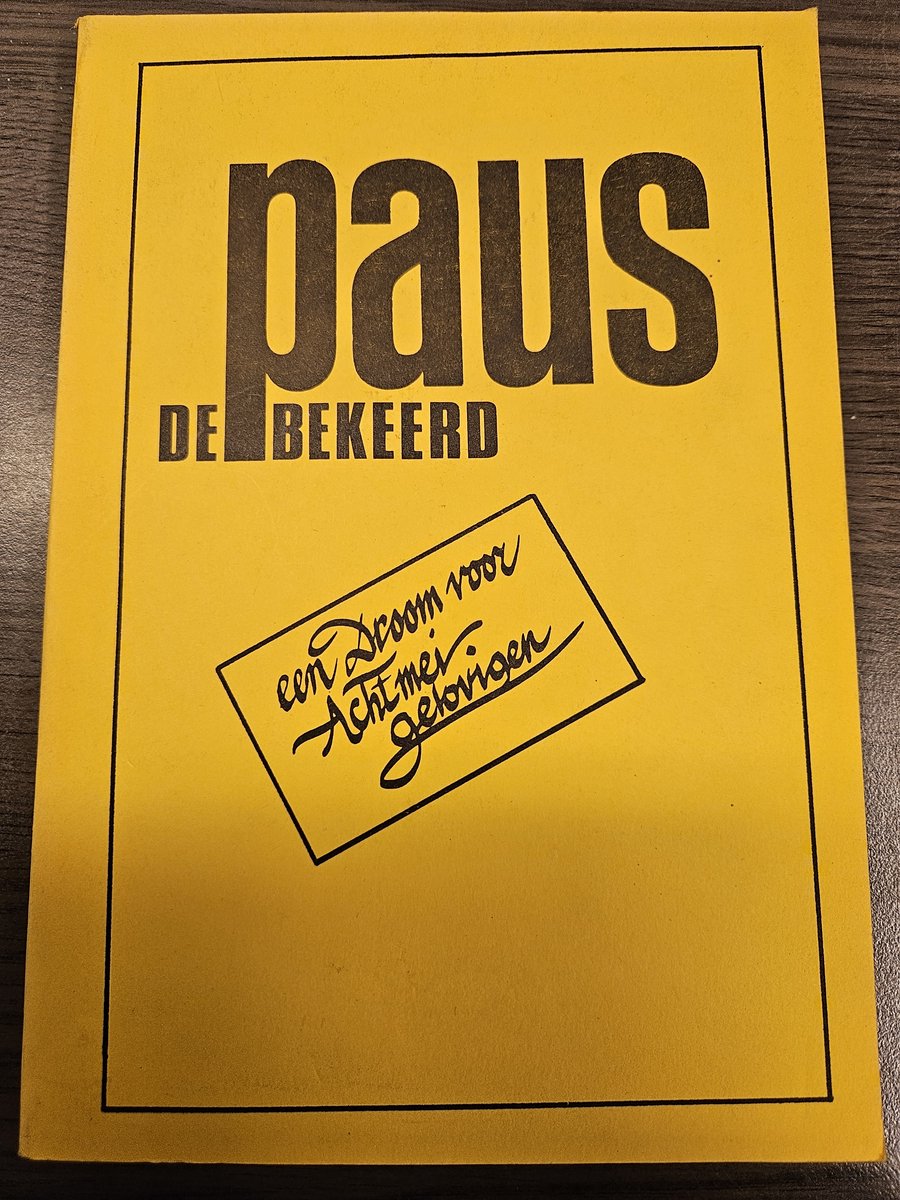 paus
DE BEKEERD
een Droom voor
Acht mei
gelovigen